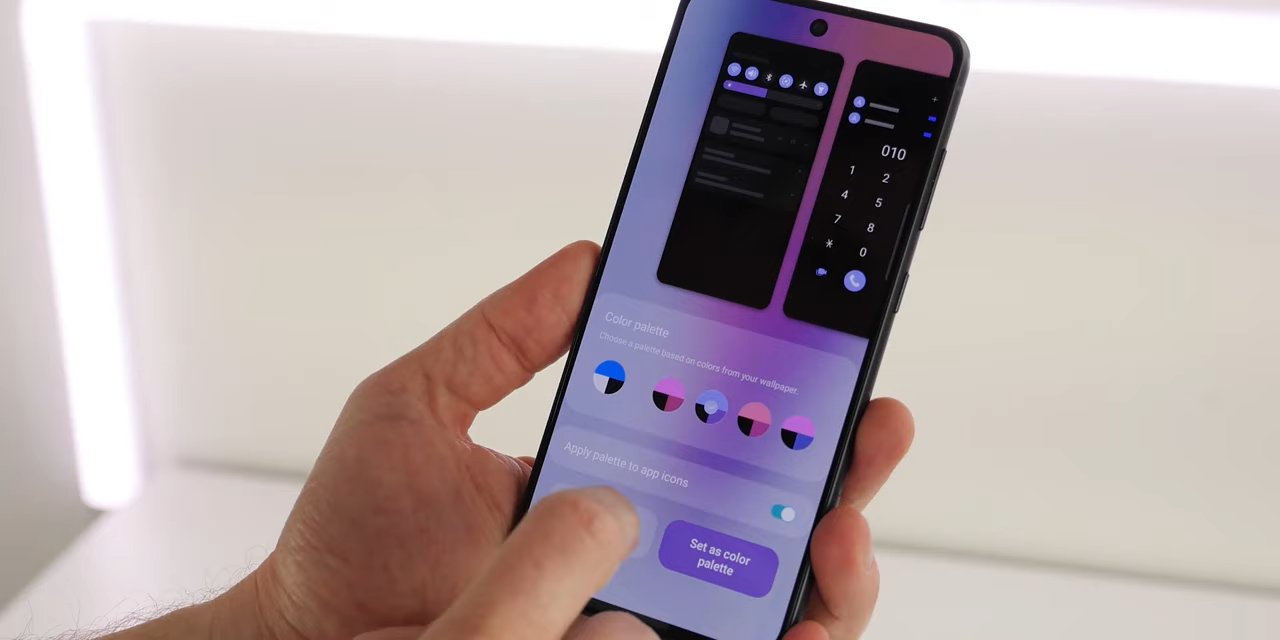 010
1 2
4 5
7 8
* 0
Color palette
Choose a palette based on colors from your wallpaper.
Apply palette to app icons
Set as color
palette